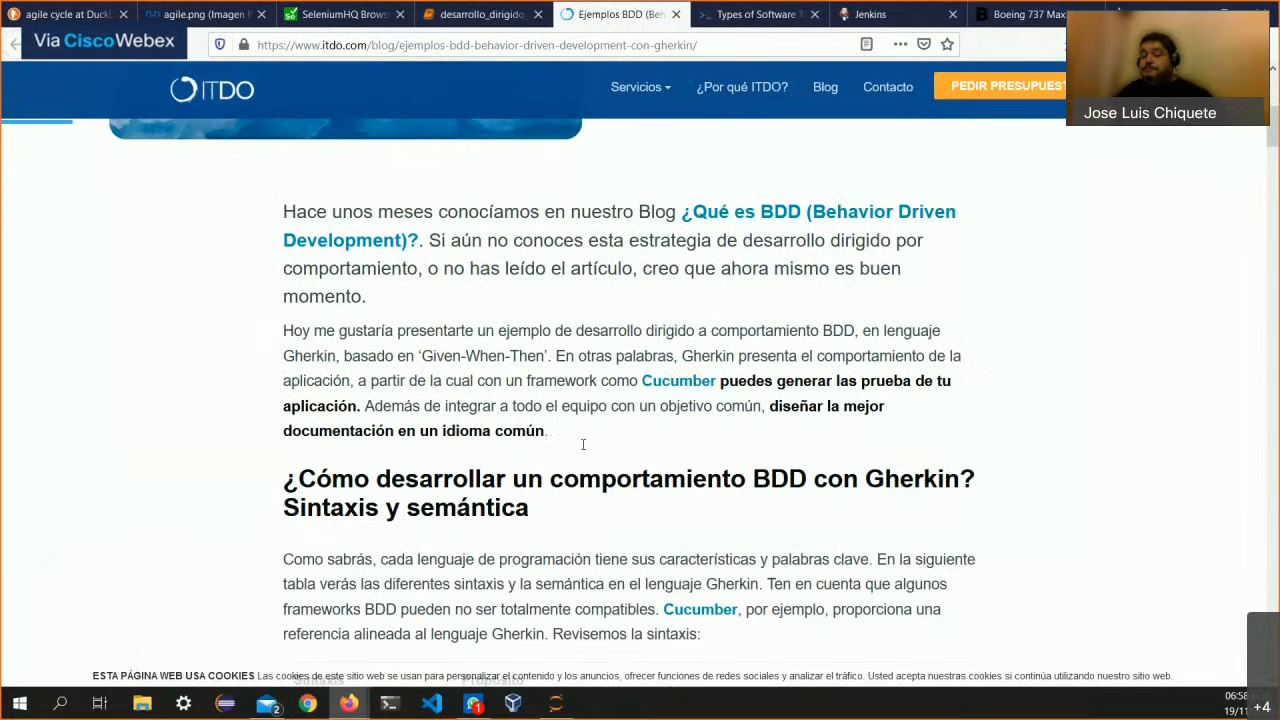 agile cycle at Duck
agile.png (Imagen
SeleniumHQ Brows
desarrollo_dirigido_
Ejemplos BDD (Beh
Types of Software T
Jenkins
Boeing 737 Max
Via CiscoWebex
https://www.itdo.com/blog/ejemplos-bdd-behavior-driven-development-con-gherkin/
ITDO
Servicios
¿Por qué ITDO?
Blog
Contacto
PEDIR PRESUPUES
Jose Luis Chiquete
Hace unos meses conocíamos en nuestro Blog ¿Qué es BDD (Behavior Driven
Development)?. Si aún no conoces esta estrategia de desarrollo dirigido por
comportamiento, o no has leído el artículo, creo que ahora mismo es buen
momento.
Hoy me gustaría presentarte un ejemplo de desarrollo dirigido a comportamiento BDD, en lenguaje
Gherkin, basado en ‘Given-When-Then’. En otras palabras, Gherkin presenta el comportamiento de la
aplicación, a partir de la cual con un framework como Cucumber puedes generar las prueba de tu
aplicación. Además de integrar a todo el equipo con un objetivo común, diseñar la mejor
documentación en un idioma común.
¿Cómo desarrollar un comportamiento BDD con Gherkin?
Sintaxis y semántica
Como sabrás, cada lenguaje de programación tiene sus características y palabras clave. En la siguiente
tabla verás las diferentes sintaxis y la semántica en el lenguaje Gherkin. Ten en cuenta que algunos
frameworks BDD pueden no ser totalmente compatibles. Cucumber, por ejemplo, proporciona una
referencia alineada al lenguaje Gherkin. Revisemos la sintaxis:
Sintaxis Propósito
ESTA PÁGINA WEB USA COOKIES Las cookies de este sitio web se usan para personalizar el contenido y los anuncios, ofrecer funciones de redes sociales y analizar el tráfico. Usted acepta nuestras cookies si continúa utilizando nuestro sitio web.
2
1
06:58
19/11
+4